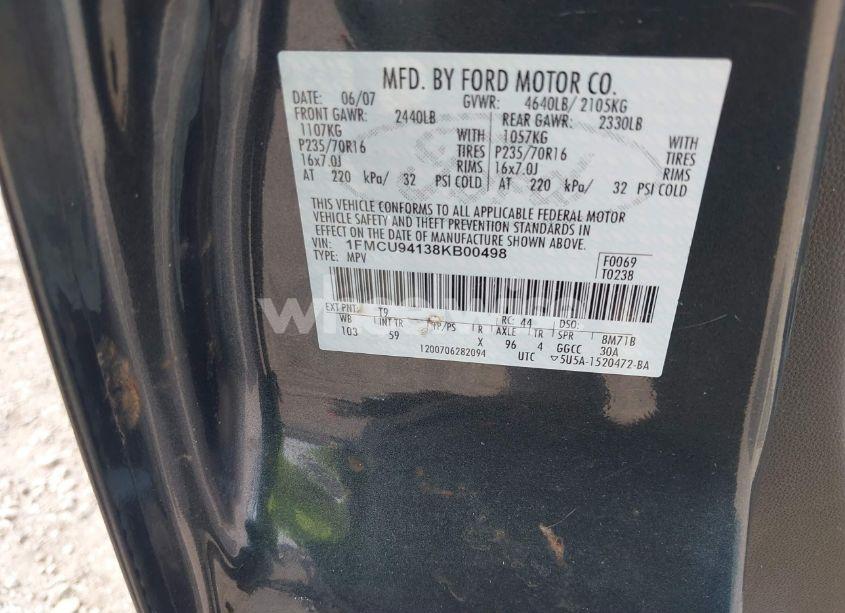 MFD. BY FORD MOTOR CO.
DATE: 06/07 GVWR: 4640LB/ 2105KG
FRONT GAWR: 2440LB REAR GAWR: 2330LB
1107KG WITH 1057KG WITH
P235/70R16 TIRES P235/70R16 TIRES
16x7.0J RIMS 16x7.0J RIMS
AT 220 kPa/ 32 PSI COLD AT 220 kPa/ 32 PSI COLD
THIS VEHICLE CONFORMS TO ALL APPLICABLE FEDERAL MOTOR
VEHICLE SAFETY AND THEFT PREVENTION STANDARDS IN
EFFECT ON THE DATE OF MANUFACTURE SHOWN ABOVE.
VIN: 1FMCU94138KB00498 F0069
TYPE: MPV T0238
EXT PNT: T9 RC: 44 DSO:
WB INT TR TP/PS R AXLE TR SPR 8M71B
103 59 X 96 4 GGCC 30A
1200706282094 UTC 5U5A-1520472-BA